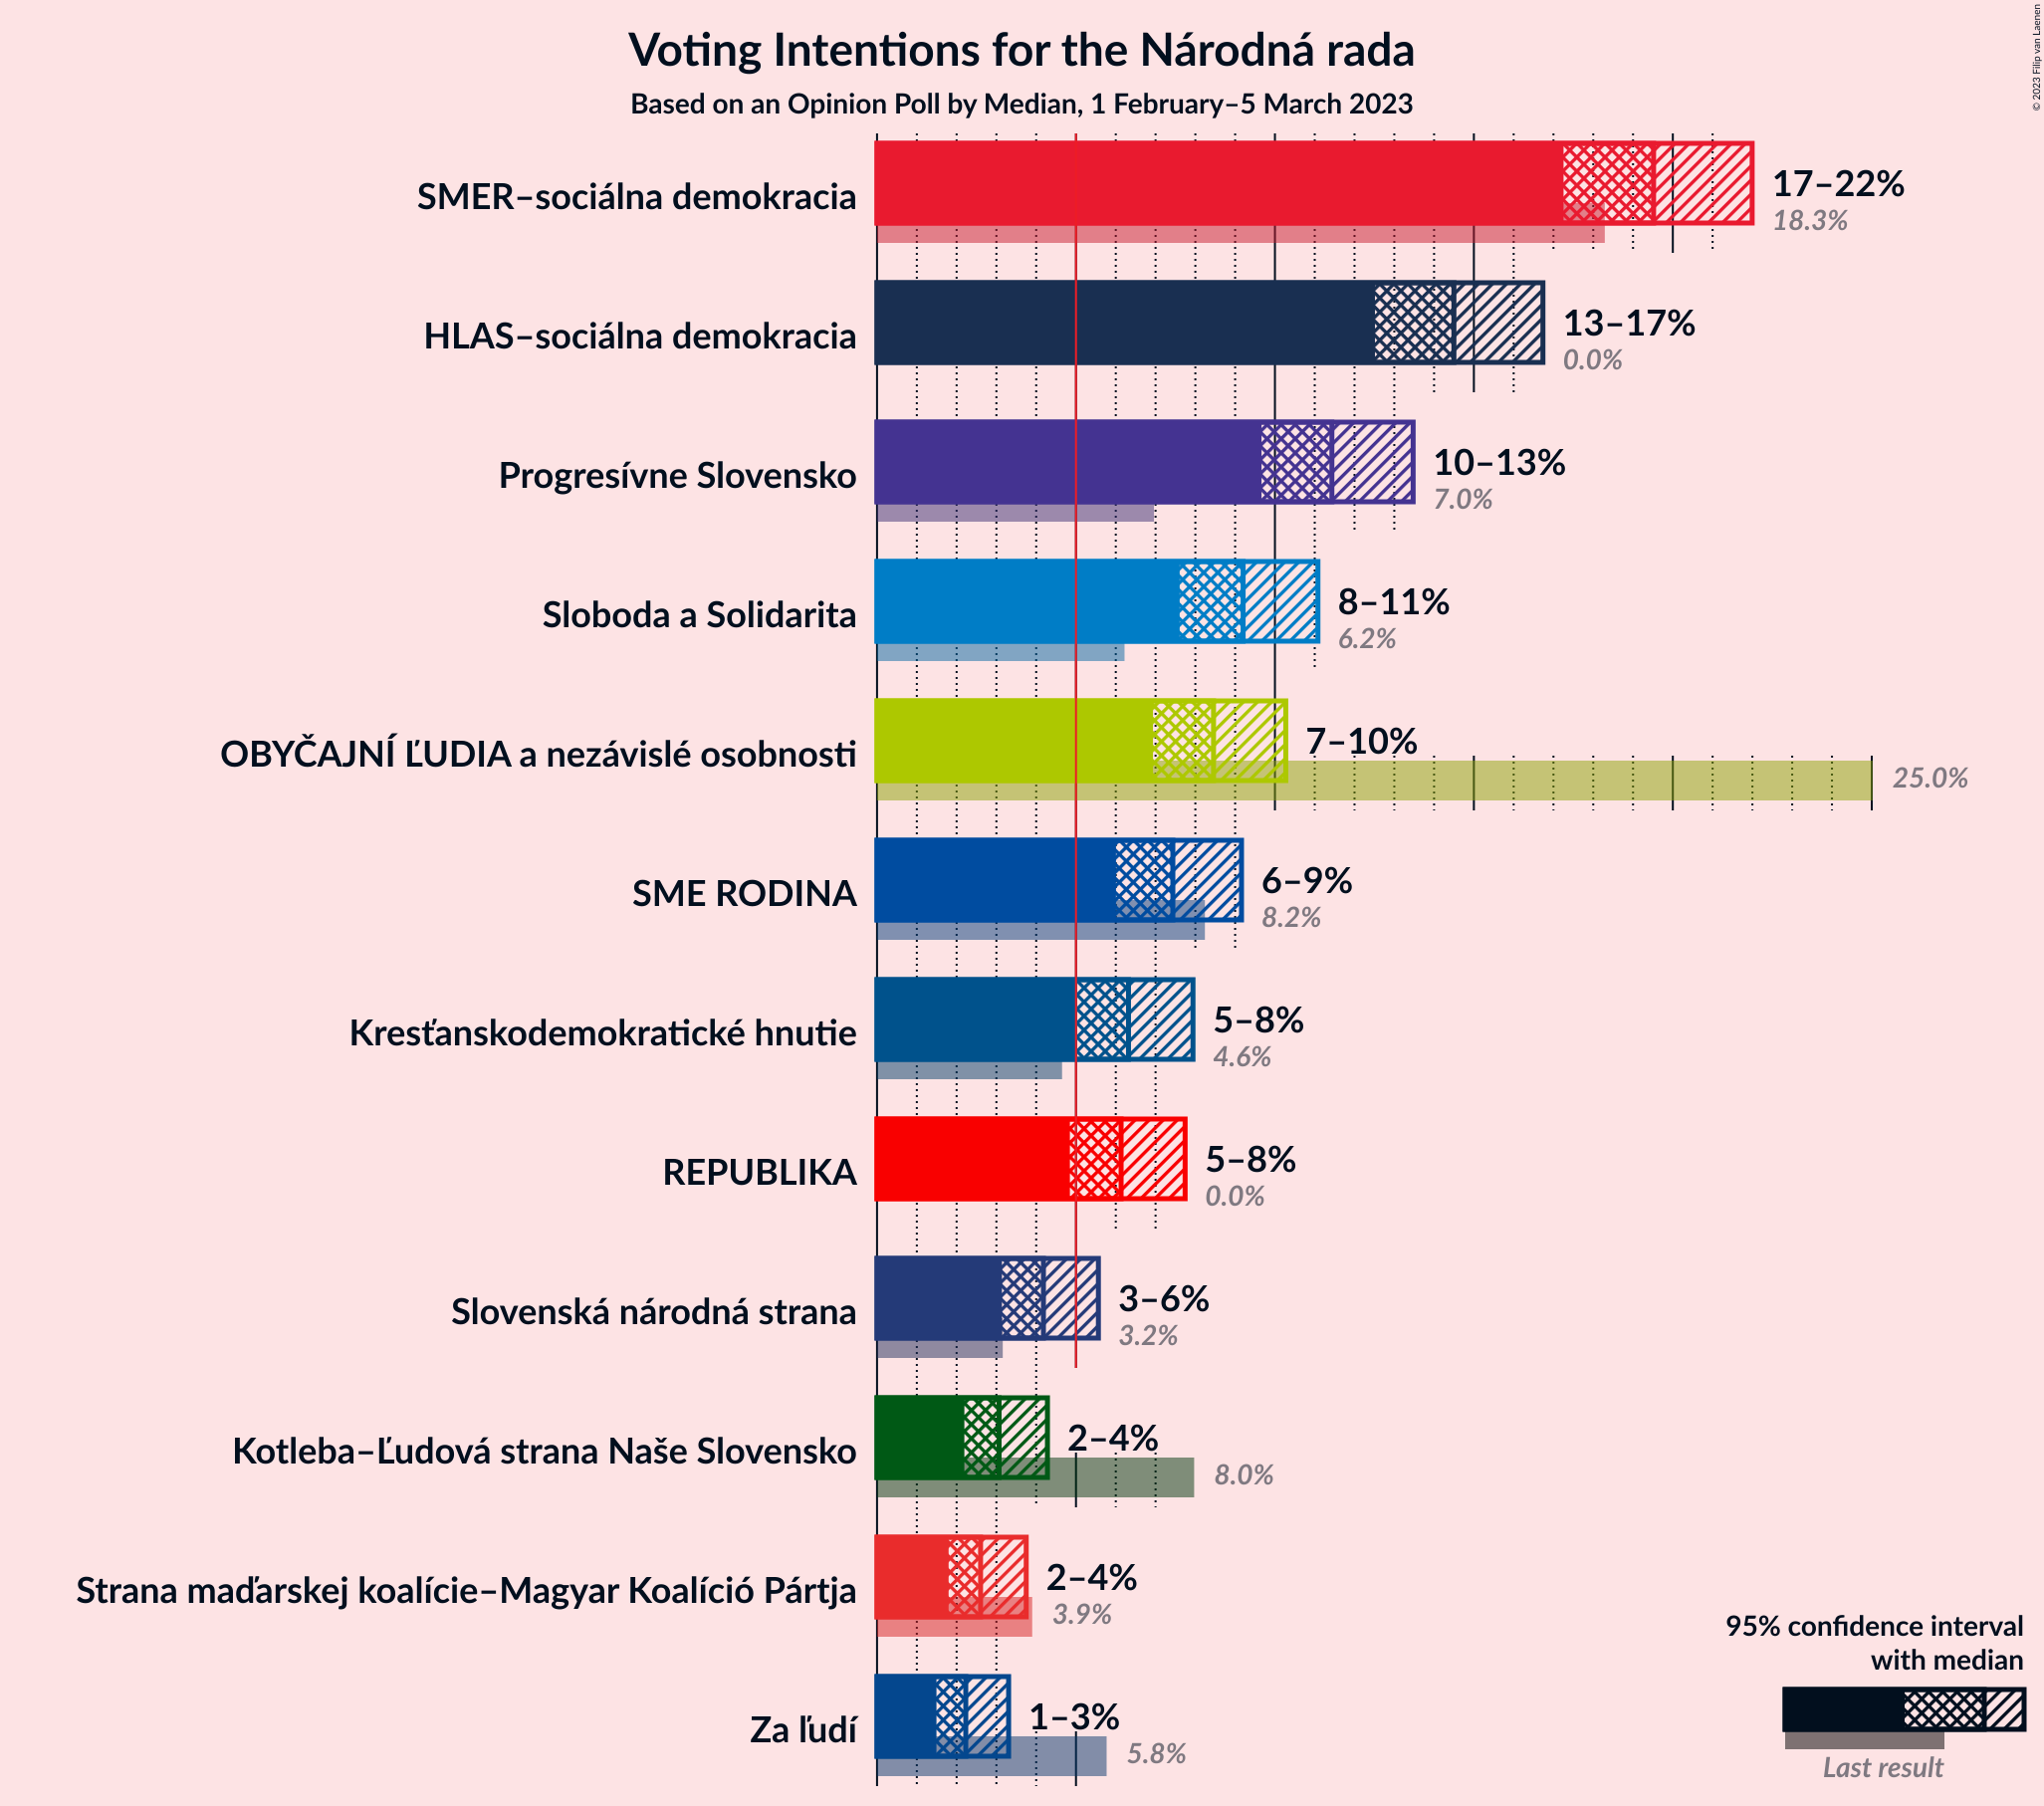 Voting Intentions for the Národná rada
Based on an Opinion Poll by Median, 1 February–5 March 2023
© 2023 Filip van Laenen
SMER–sociálna demokracia
17–22%
18.3%
HLAS–sociálna demokracia
13–17%
0.0%
Progresívne Slovensko
10–13%
7.0%
Sloboda a Solidarita
8–11%
6.2%
OBYČAJNÍ ĽUDIA a nezávislé osobnosti
7–10%
25.0%
SME RODINA
6–9%
8.2%
Kresťanskodemokratické hnutie
5–8%
4.6%
REPUBLIKA
5–8%
0.0%
Slovenská národná strana
3–6%
3.2%
Kotleba–Ľudová strana Naše Slovensko
2–4%
8.0%
Strana maďarskej koalície–Magyar Koalíció Pártja
2–4%
3.9%
Za ľudí
1–3%
5.8%
95% confidence interval
with median
Last result